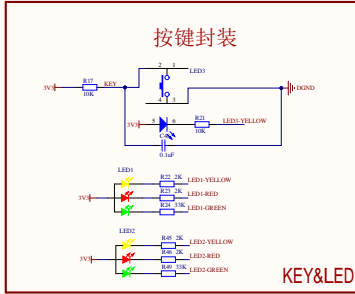 按键封装
2 1 LED3
R17 KEY
3V3 10K
4 3
DGND
3V3 5 6 R21 LED3-YELLOW
10K
0.1uF
LED1 R22 2K LED1-YELLOW
R23 2K LED1-RED
3V3 R24 33K LED1-GREEN
LED2 R45 2K LED2-YELLOW
R46 2K LED2-RED
3V3 R49 33K LED2-GREEN
KEY&LED